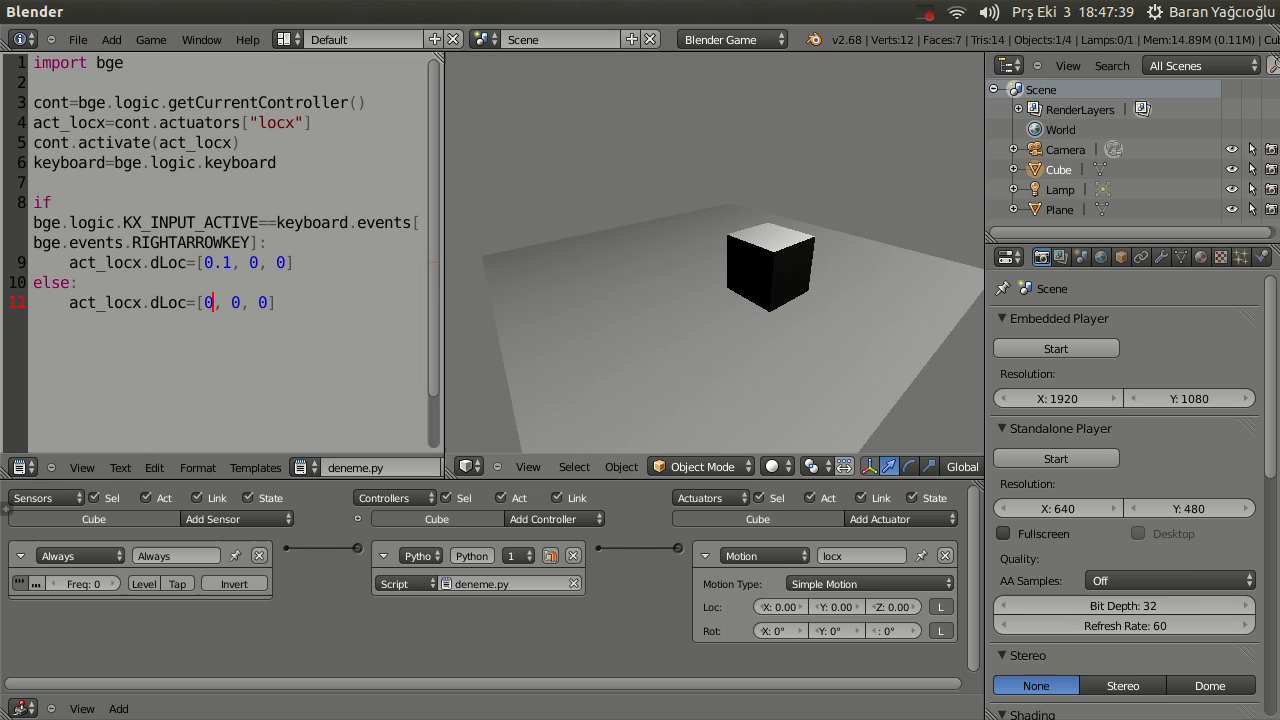 Blender
Prş Eki 3 18:47:39 Baran Yağcıoğlu
File Add Game Window Help Default Scene Blender Game v2.68 | Verts:12 | Faces:7 | Tris:14 | Objects:1/4 | Lamps:0/1 | Mem:14.89M (0.11M) | Cub
1 import bge
2
3 cont=bge.logic.getCurrentController()
4 act_locx=cont.actuators["locx"]
5 cont.activate(act_locx)
6 keyboard=bge.logic.keyboard
7
8 if
bge.logic.KX_INPUT_ACTIVE==keyboard.events[
bge.events.RIGHTARROWKEY]:
9 act_locx.dLoc=[0.1, 0, 0]
10 else:
11 act_locx.dLoc=[0, 0, 0]
View Text Edit Format Templates deneme.py
View Select Object Object Mode Global
View Search All Scenes
Scene
RenderLayers |
World
Camera |
Cube |
Lamp |
Plane |
Scene
Embedded Player
Start
Resolution:
X: 1920 Y: 1080
Standalone Player
Start
Resolution:
X: 640 Y: 480
Fullscreen Desktop
Quality:
AA Samples: Off
Bit Depth: 32
Refresh Rate: 60
Stereo
None Stereo Dome
Shading
Sensors Sel Act Link State
Cube Add Sensor
Always Always
Freq: 0 Level Tap Invert
Controllers Sel Act Link
Cube Add Controller
Pytho Python 1
Script deneme.py
Actuators Sel Act Link State
Cube Add Actuator
Motion locx
Motion Type: Simple Motion
Loc: X: 0.00 Y: 0.00 Z: 0.00 L
Rot: X: 0° Y: 0° : 0° L
View Add